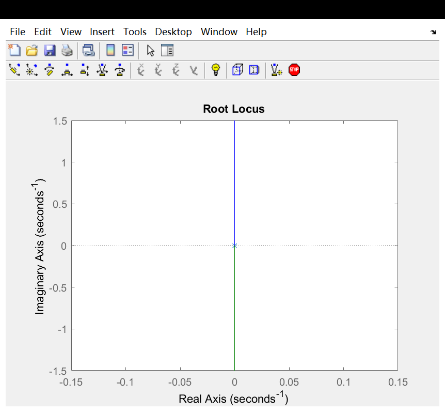 File Edit View Insert Tools Desktop Window Help
STOP
Root Locus
1.5
1
0.5
0
-0.5
-1
-1.5
Imaginary Axis (seconds⁻¹)
-0.15 -0.1 -0.05 0 0.05 0.1 0.15
Real Axis (seconds⁻¹)